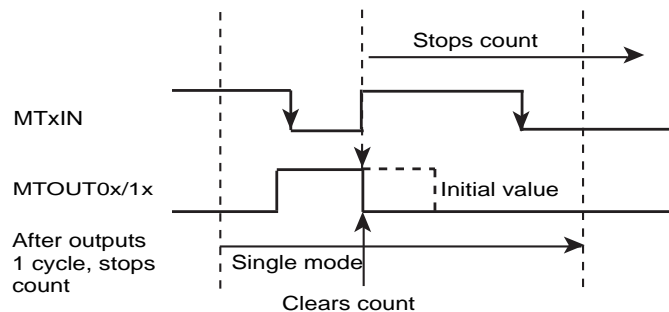 Stops count
MTxIN
MTOUT0x/1x
Initial value
After outputs
1 cycle, stops
count
Single mode
Clears count